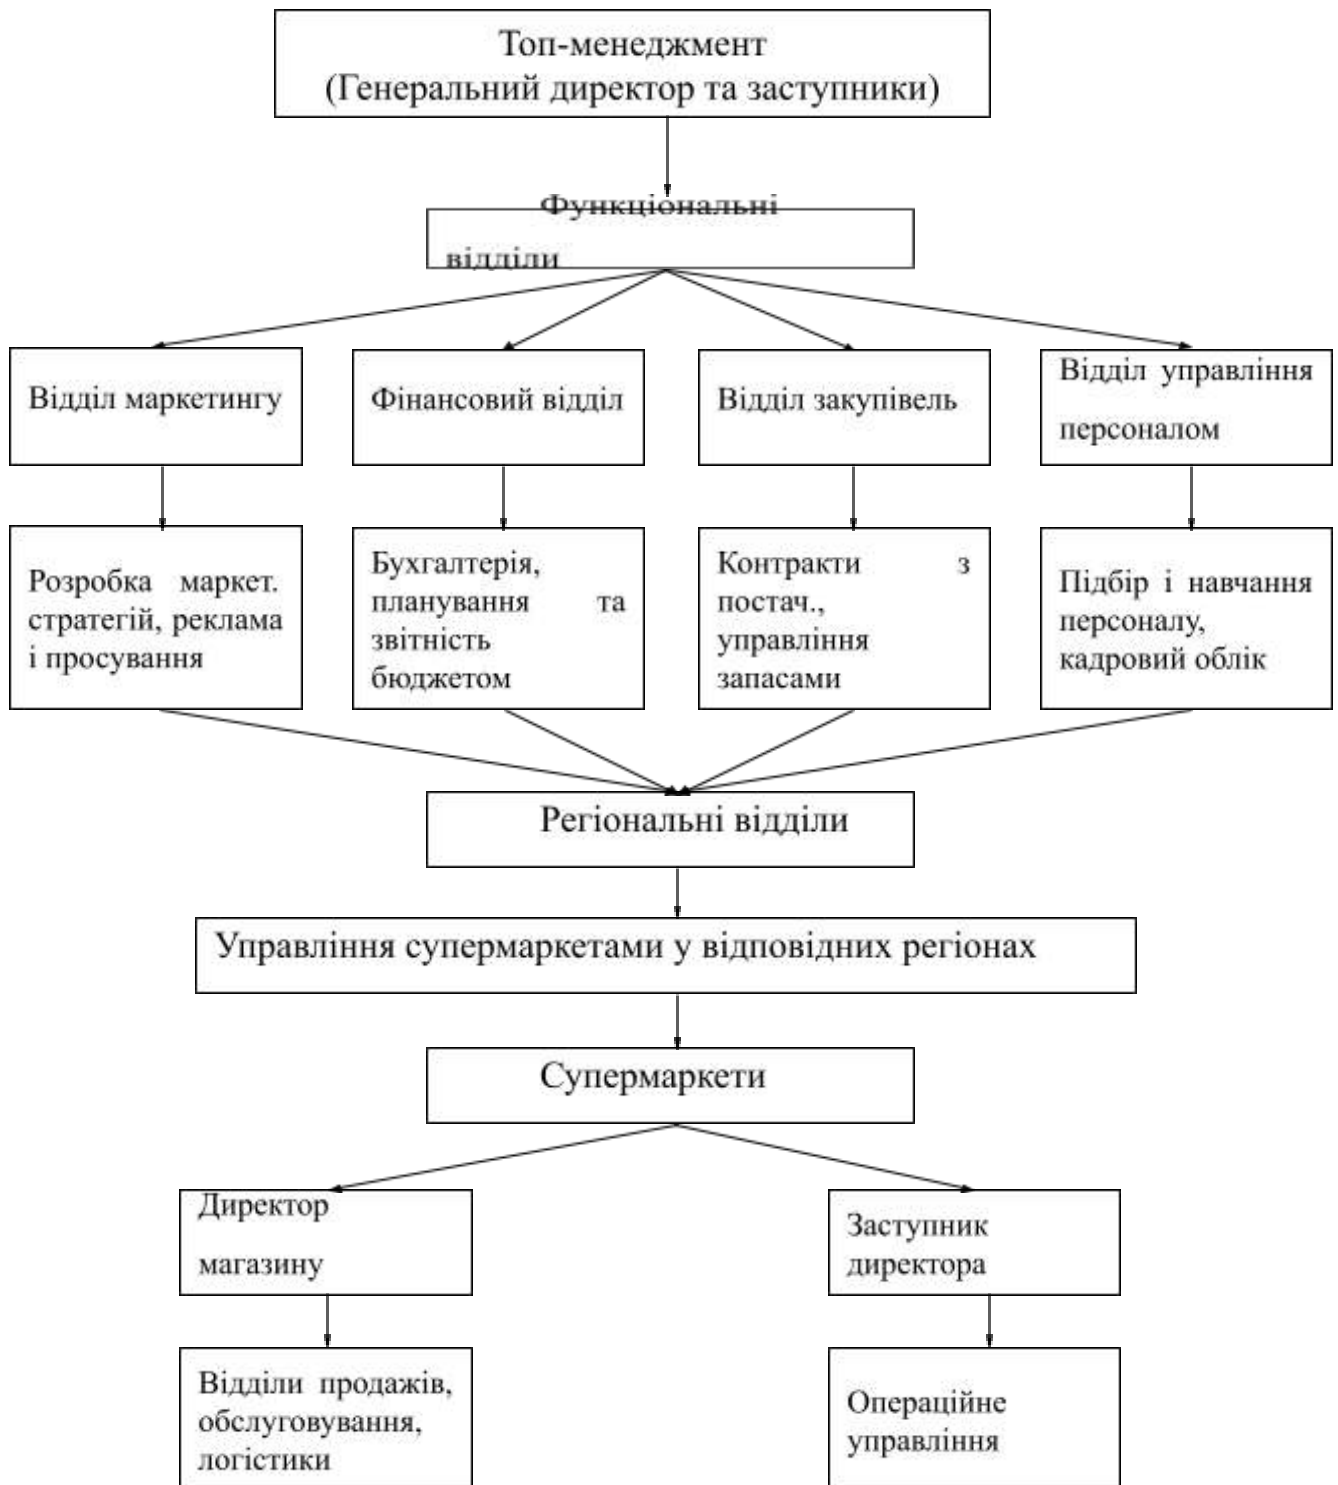 Топ-менеджмент
(Генеральний директор та заступники)
Функціональні
відділи
Відділ маркетингу
Фінансовий відділ
Відділ закупівель
Відділ управління
персоналом
Розробка маркет.
стратегій, реклама
і просування
Бухгалтерія,
планування та
звітність
бюджетом
Контракти з
постач.,
управління
запасами
Підбір і навчання
персоналу,
кадровий облік
Регіональні відділи
Управління супермаркетами у відповідних регіонах
Супермаркети
Директор
магазину
Заступник
директора
Відділи продажів,
обслуговування,
логістики
Операційне
управління